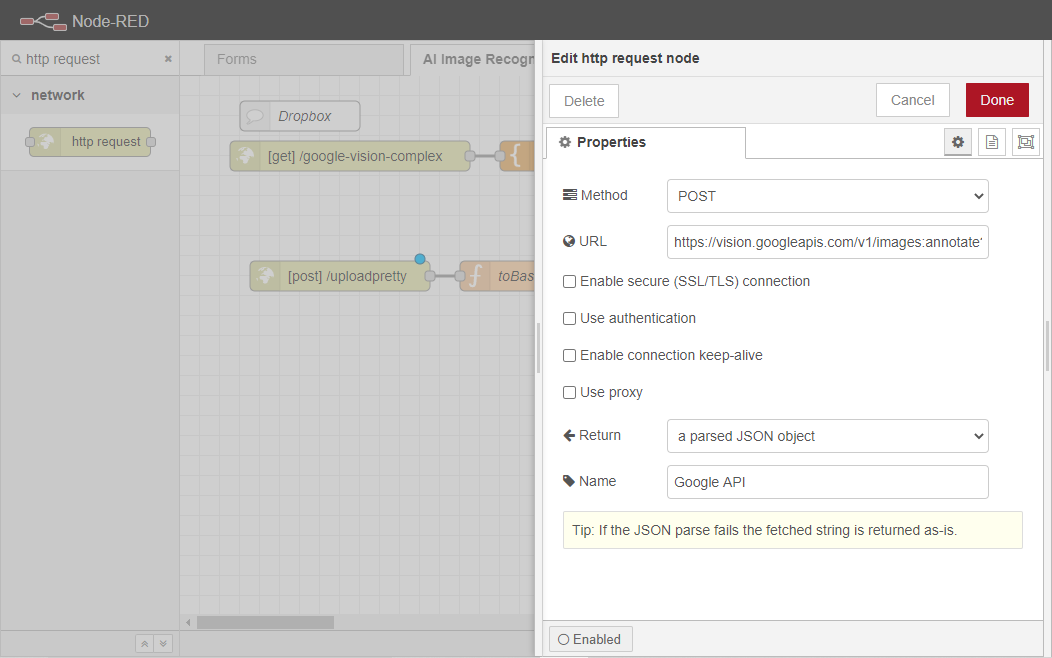 Node-RED
http request
Forms
AI Image Recogn
network
http request
Dropbox
[get] /google-vision-complex
[post] /uploadpretty
toBas
Edit http request node
Delete
Cancel
Done
Properties
Method
POST
URL
https://vision.googleapis.com/v1/images:annotate
Enable secure (SSL/TLS) connection
Use authentication
Enable connection keep-alive
Use proxy
Return
a parsed JSON object
Name
Google API
Tip: If the JSON parse fails the fetched string is returned as-is.
Enabled